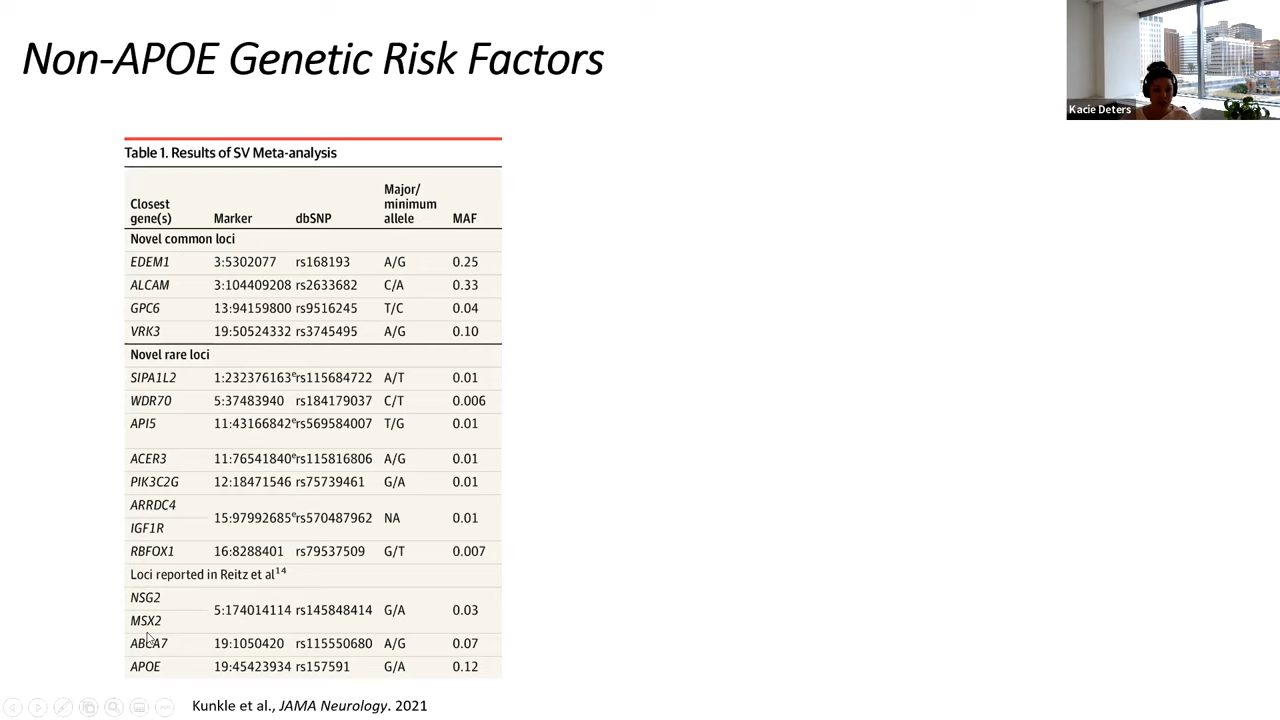 Non-APOE Genetic Risk Factors
Kacie Deters
Table 1. Results of SV Meta-analysis
Closest gene(s) Marker dbSNP Major/ minimum allele MAF
Novel common loci
EDEM1 3:5302077 rs168193 A/G 0.25
ALCAM 3:104409208 rs2633682 C/A 0.33
GPC6 13:94159800 rs9516245 T/C 0.04
VRK3 19:50524332 rs3745495 A/G 0.10
Novel rare loci
SIPA1L2 1:232376163e rs115684722 A/T 0.01
WDR70 5:37483940 rs184179037 C/T 0.006
API5 11:43166842e rs569584007 T/G 0.01
ACER3 11:76541840e rs115816806 A/G 0.01
PIK3C2G 12:18471546 rs75739461 G/A 0.01
ARRDC4
IGF1R 15:97992685e rs570487962 NA 0.01
RBFOX1 16:8288401 rs79537509 G/T 0.007
Loci reported in Reitz et al14
NSG2
MSX2 5:174014114 rs145848414 G/A 0.03
ABCA7 19:1050420 rs115550680 A/G 0.07
APOE 19:45423934 rs157591 G/A 0.12
Kunkle et al., JAMA Neurology. 2021